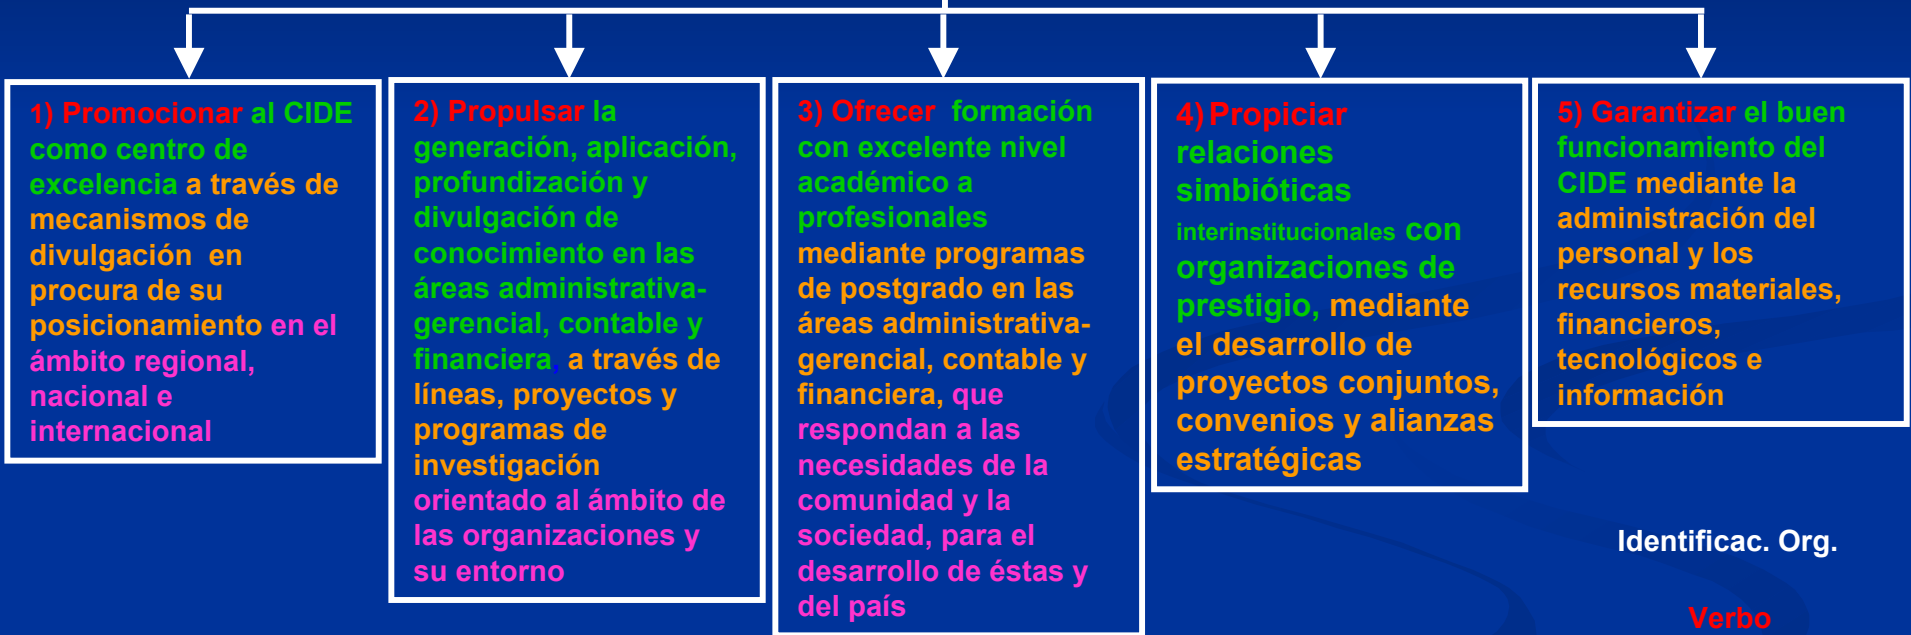 1) Promocionar al CIDE
como centro de
excelencia a través de
mecanismos de
divulgación en
procura de su
posicionamiento en el
ámbito regional,
nacional e
internacional
2) Propulsar la
generación, aplicación,
profundización y
divulgación de
conocimiento en las
áreas administrativa-
gerencial, contable y
financiera, a través de
líneas, proyectos y
programas de
investigación
orientado al ámbito de
las organizaciones y
su entorno
3) Ofrecer formación
con excelente nivel
académico a
profesionales
mediante programas
de postgrado en las
áreas administrativa-
gerencial, contable y
financiera, que
respondan a las
necesidades de la
comunidad y la
sociedad, para el
desarrollo de éstas y
del país
4) Propiciar
relaciones
simbióticas
interinstitucionales con
organizaciones de
prestigio, mediante
el desarrollo de
proyectos conjuntos,
convenios y alianzas
estratégicas
5) Garantizar el buen
funcionamiento del
CIDE mediante la
administración del
personal y los
recursos materiales,
financieros,
tecnológicos e
información
Identificac. Org.
Verbo